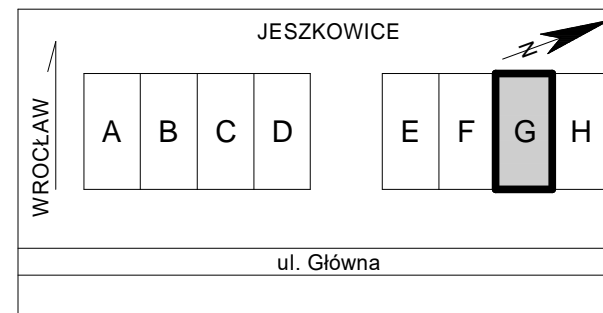 JESZKOWICE
N
WROCŁAW
A B C D E F G H
ul. Główna